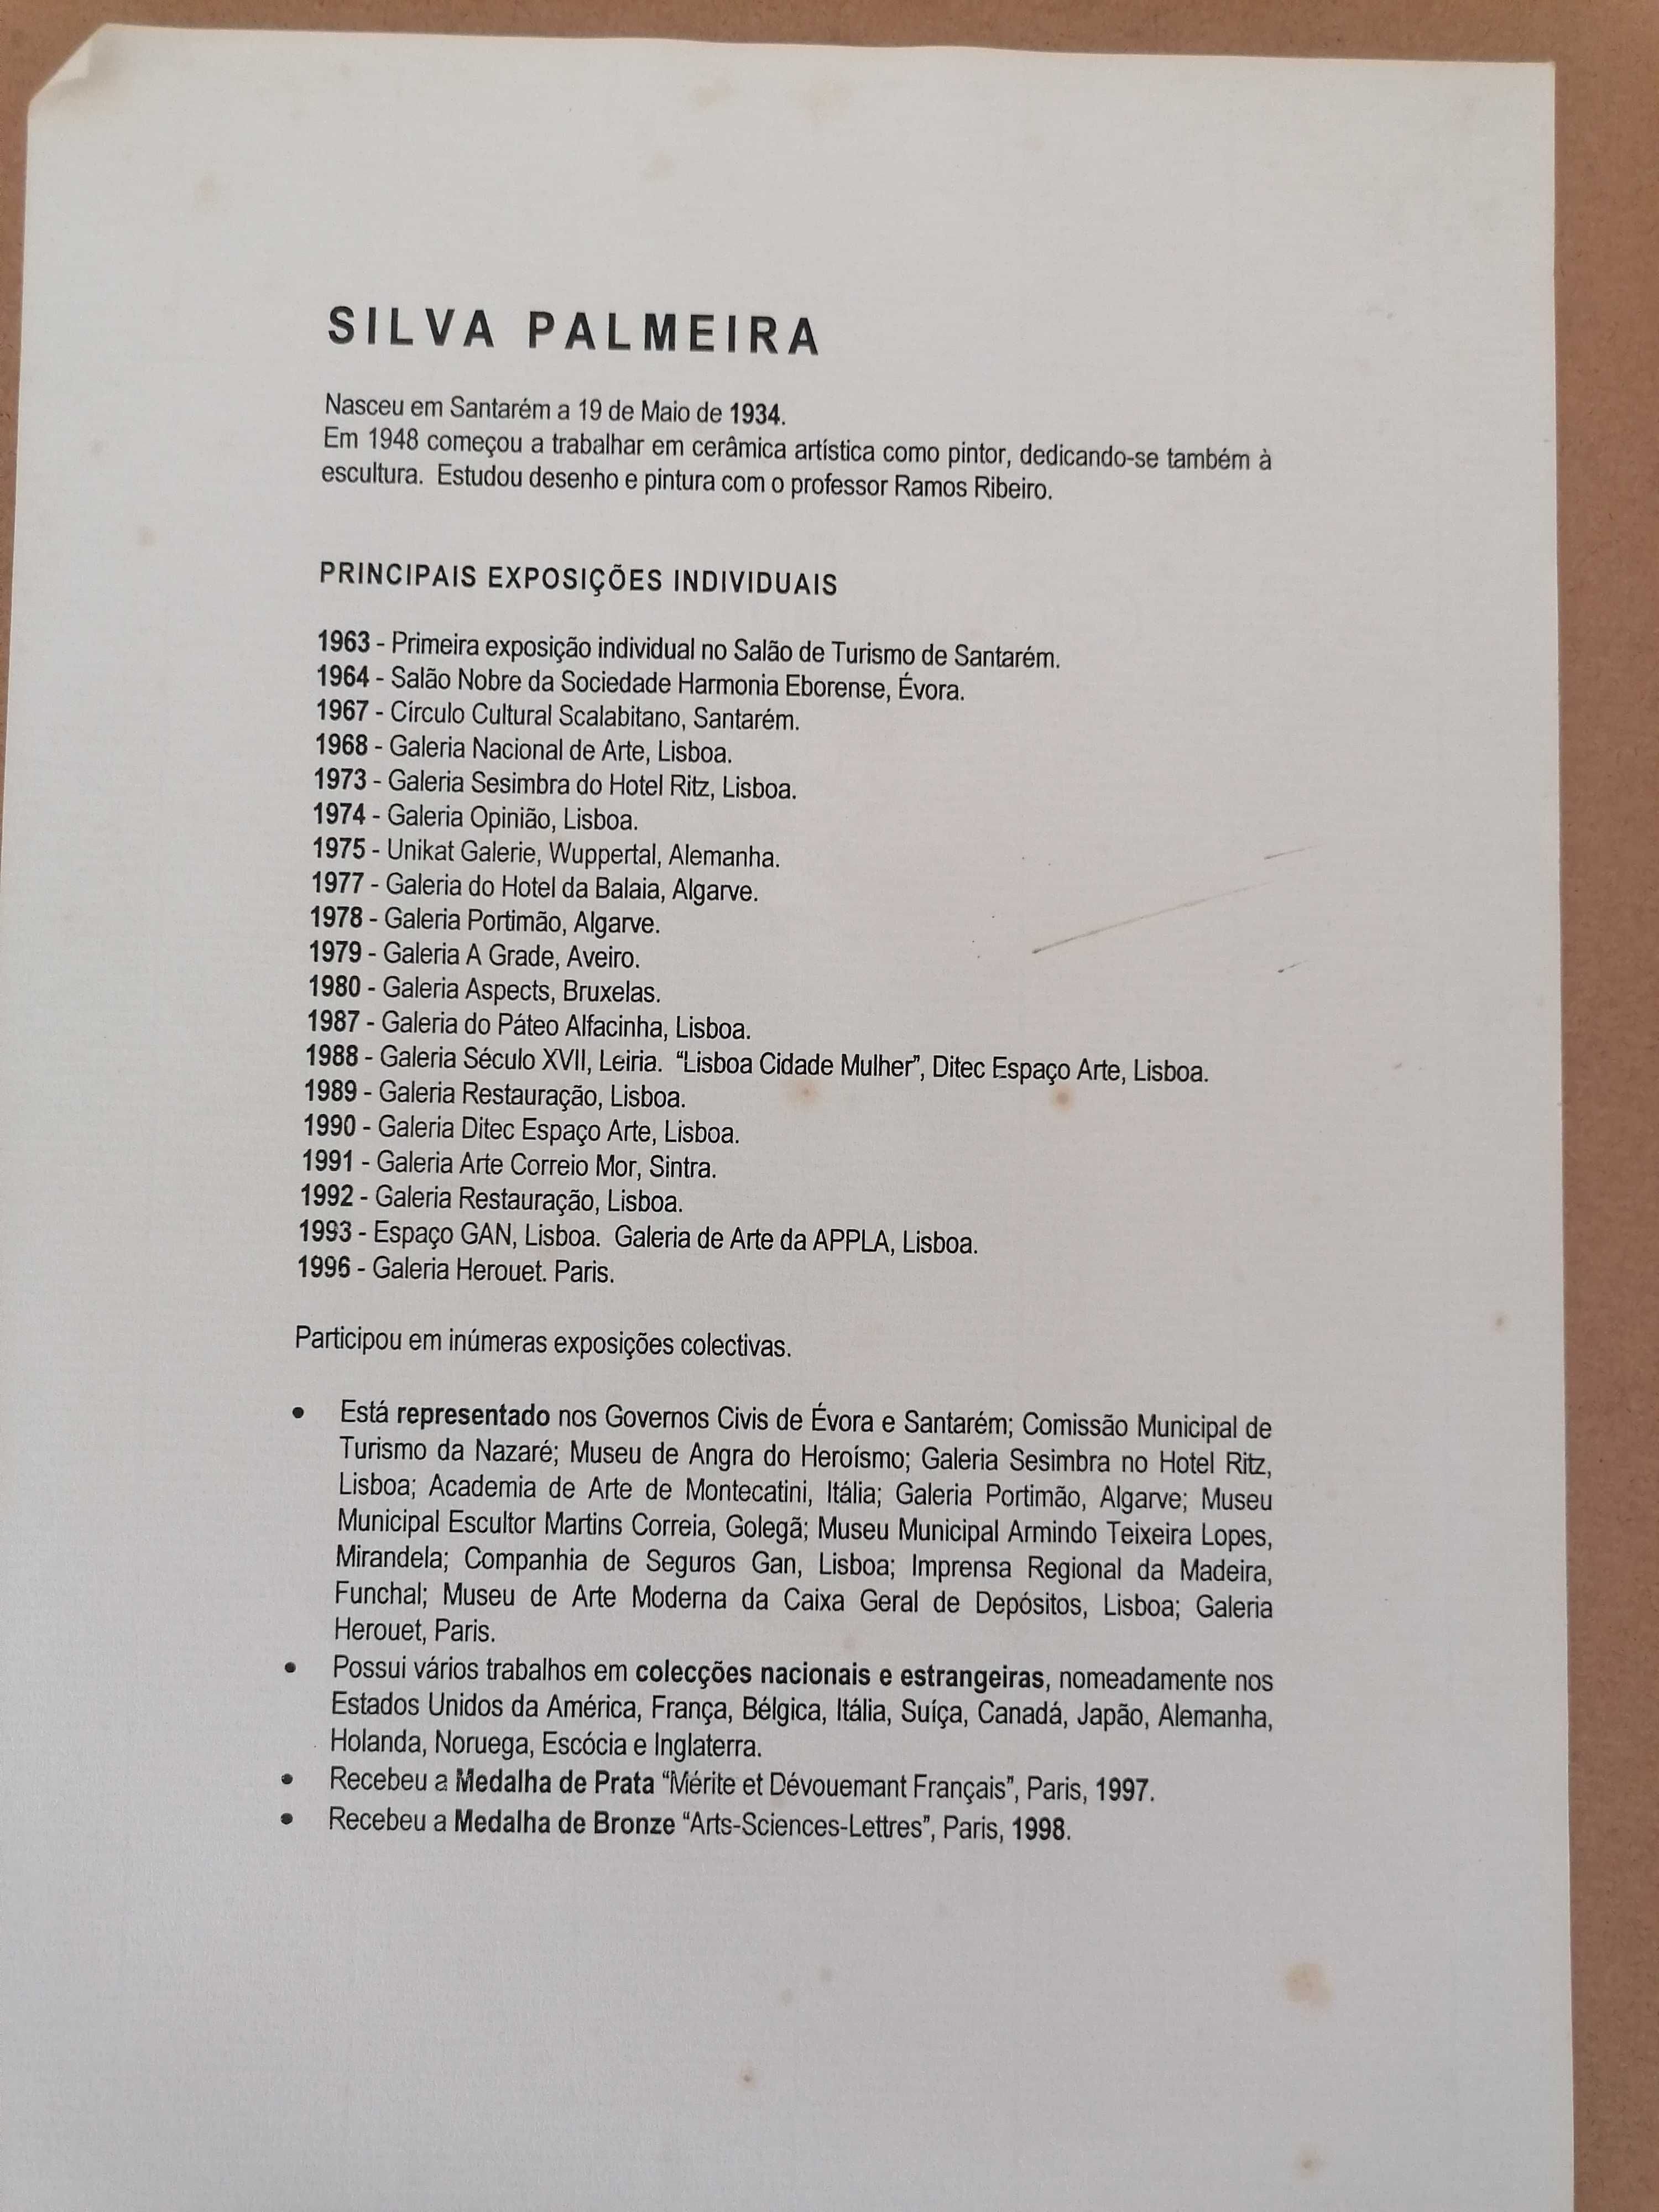 SILVA PALMEIRA
Nasceu em Santarém a 19 de Maio de 1934.
Em 1948 começou a trabalhar em cerâmica artística como pintor, dedicando-se também à
escultura. Estudou desenho e pintura com o professor Ramos Ribeiro.
PRINCIPAIS EXPOSIÇÕES INDIVIDUAIS
1963 - Primeira exposição individual no Salão de Turismo de Santarém.
1964 - Salão Nobre da Sociedade Harmonia Eborense, Évora.
1967 - Círculo Cultural Scalabitano, Santarém.
1968 - Galeria Nacional de Arte, Lisboa.
1973 - Galeria Sesimbra do Hotel Ritz, Lisboa.
1974 - Galeria Opinião, Lisboa.
1975 - Unikat Galerie, Wuppertal, Alemanha.
1977 - Galeria do Hotel da Balaia, Algarve.
1978 - Galeria Portimão, Algarve.
1979 - Galeria A Grade, Aveiro.
1980 - Galeria Aspects, Bruxelas.
1987 - Galeria do Páteo Alfacinha, Lisboa.
1988 - Galeria Século XVII, Leiria. “Lisboa Cidade Mulher”, Ditec Espaço Arte, Lisboa.
1989 - Galeria Restauração, Lisboa.
1990 - Galeria Ditec Espaço Arte, Lisboa.
1991 - Galeria Arte Correio Mor, Sintra.
1992 - Galeria Restauração, Lisboa.
1993 - Espaço GAN, Lisboa. Galeria de Arte da APPLA, Lisboa.
1996 - Galeria Herouet. Paris.
Participou em inúmeras exposições colectivas.
• Está representado nos Governos Civis de Évora e Santarém; Comissão Municipal de
Turismo da Nazaré; Museu de Angra do Heroísmo; Galeria Sesimbra no Hotel Ritz,
Lisboa; Academia de Arte de Montecatini, Itália; Galeria Portimão, Algarve; Museu
Municipal Escultor Martins Correia, Golegã; Museu Municipal Armindo Teixeira Lopes,
Mirandela; Companhia de Seguros Gan, Lisboa; Imprensa Regional da Madeira,
Funchal; Museu de Arte Moderna da Caixa Geral de Depósitos, Lisboa; Galeria
Herouet, Paris.
• Possui vários trabalhos em colecções nacionais e estrangeiras, nomeadamente nos
Estados Unidos da América, França, Bélgica, Itália, Suíça, Canadá, Japão, Alemanha,
Holanda, Noruega, Escócia e Inglaterra.
• Recebeu a Medalha de Prata “Mérite et Dévouemant Français”, Paris, 1997.
• Recebeu a Medalha de Bronze “Arts-Sciences-Lettres”, Paris, 1998.